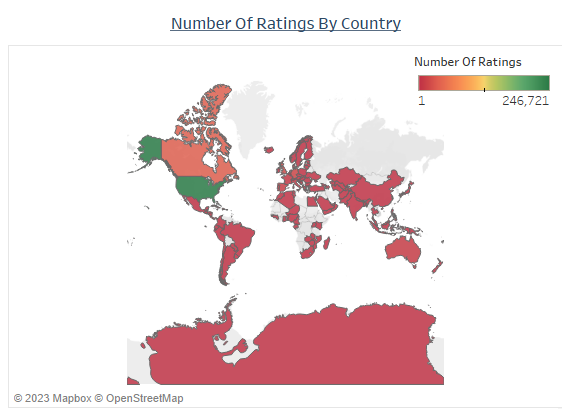 Number Of Ratings By Country
Number Of Ratings
1 246,721
© 2023 Mapbox © OpenStreetMap